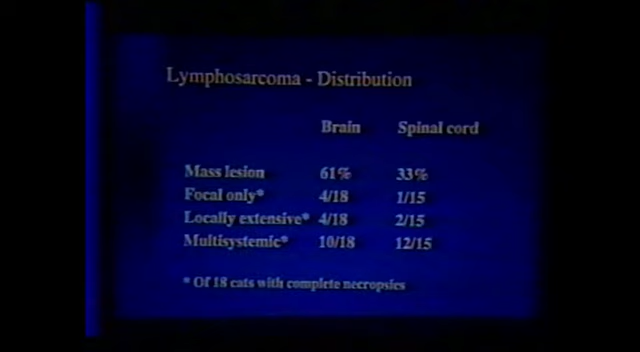 Lymphosarcoma - Distribution
Brain Spinal cord
Mass lesion 61% 33%
Focal only* 4/18 1/15
Locally extensive* 4/18 2/15
Multisystemic* 10/18 12/15
* Of 18 cats with complete necropsies